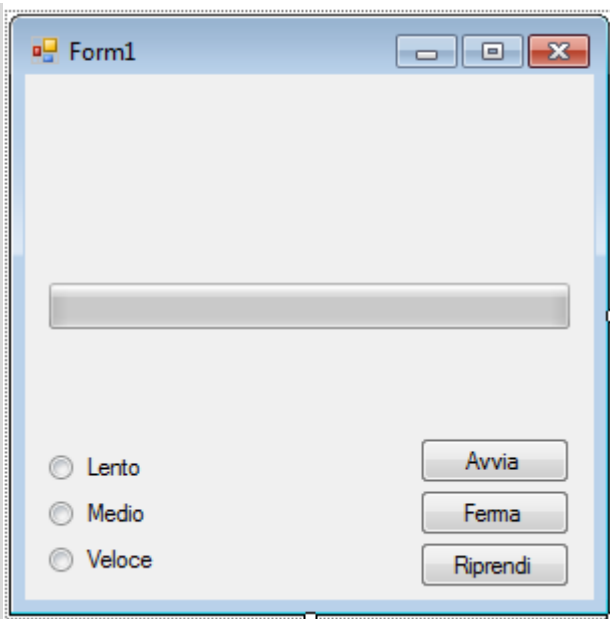 Form1
Lento
Medio
Veloce
Avvia
Ferma
Riprendi